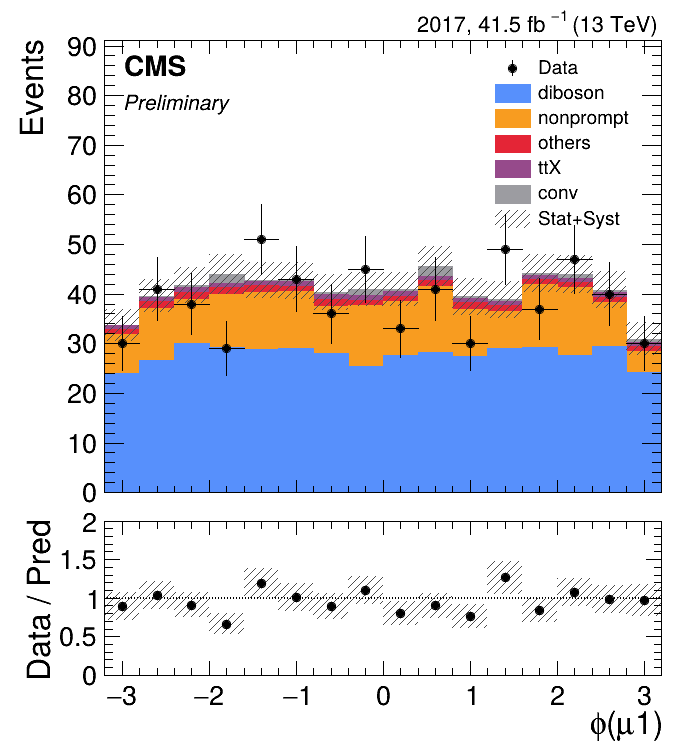 2017, 41.5 fb⁻¹ (13 TeV)
Events
90
80
70
60
50
40
30
20
10
0
CMS
Preliminary
Data
diboson
nonprompt
others
ttX
conv
Stat+Syst
Data / Pred
2
1.5
1
0.5
0
−3 −2 −1 0 1 2 3
ϕ(μ1)